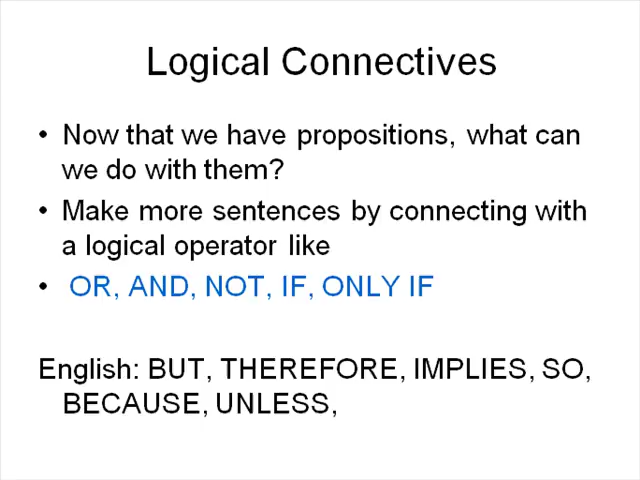 Logical Connectives
• Now that we have propositions, what can
we do with them?
• Make more sentences by connecting with
a logical operator like
• OR, AND, NOT, IF, ONLY IF
English: BUT, THEREFORE, IMPLIES, SO,
BECAUSE, UNLESS,